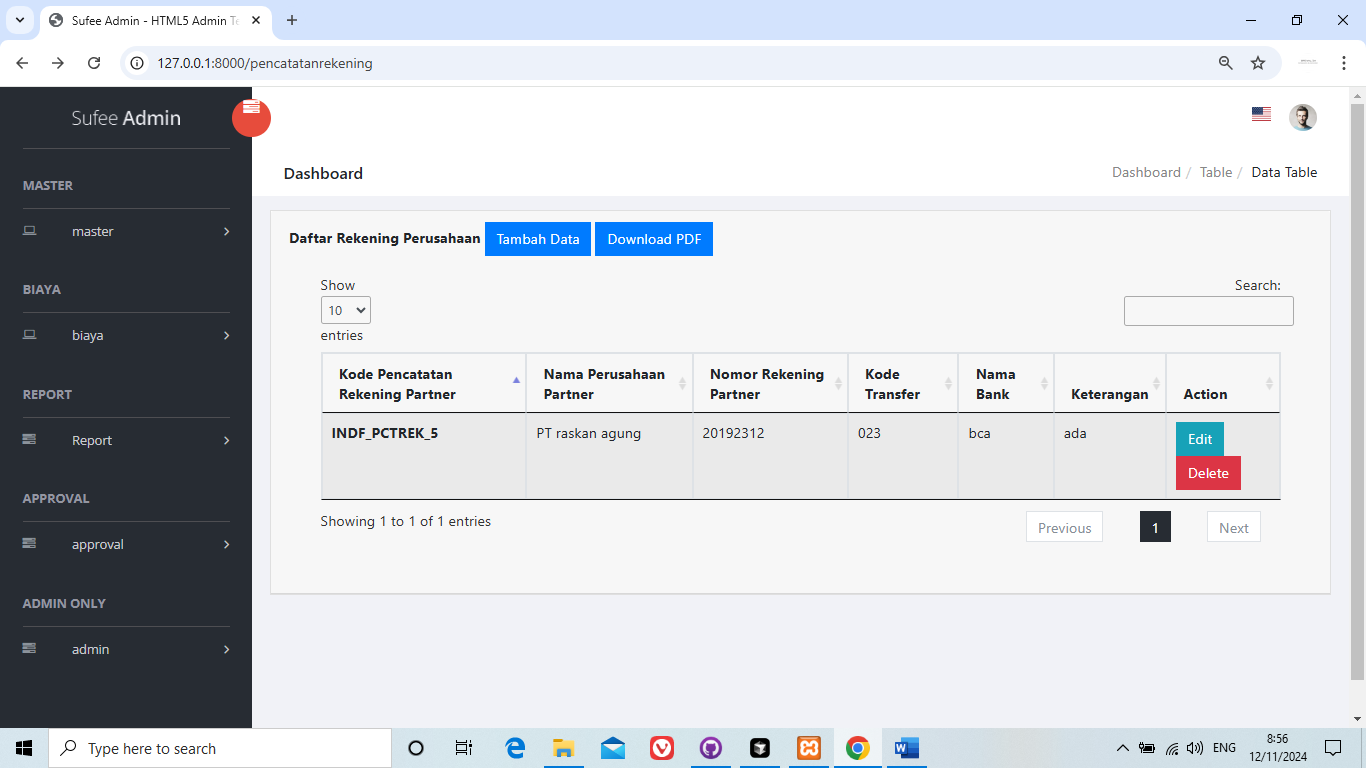 Sufee Admin - HTML5 Admin Te
127.0.0.1:8000/pencatatanrekening
Sufee Admin
MASTER
master
BIAYA
biaya
REPORT
Report
APPROVAL
approval
ADMIN ONLY
admin
Dashboard
Dashboard / Table / Data Table
Daftar Rekening Perusahaan Tambah Data Download PDF
Show
10
entries
Search:
Kode Pencatatan Rekening Partner
Nama Perusahaan Partner
Nomor Rekening Partner
Kode Transfer
Nama Bank
Keterangan
Action
INDF_PCTREK_5 PT raskan agung 20192312 023 bca ada Edit
Delete
Showing 1 to 1 of 1 entries
Previous 1 Next
Type here to search
ENG
8:56
12/11/2024